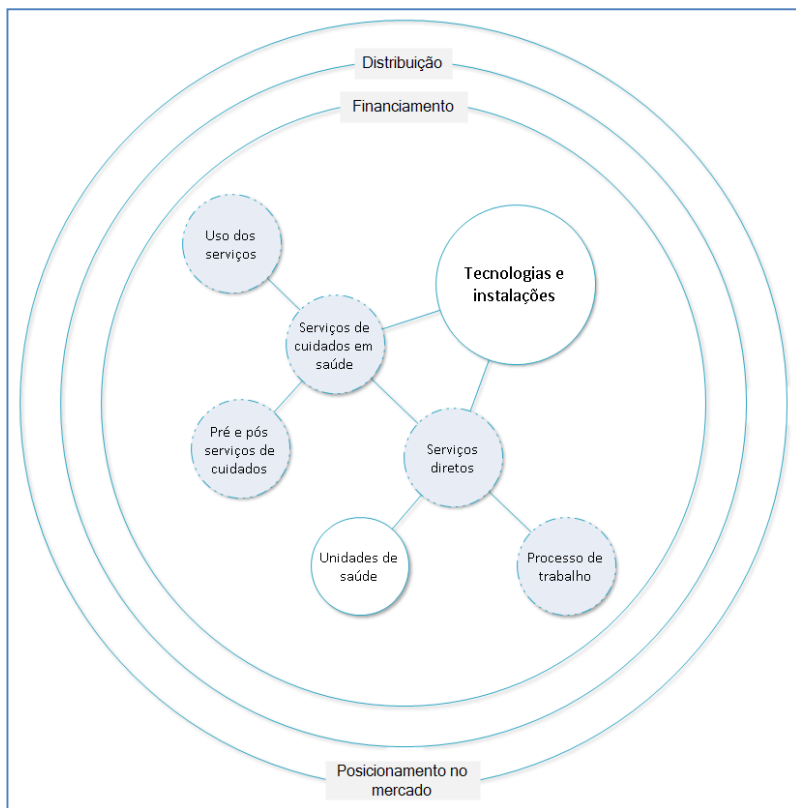 Distribuição
Financiamento
Uso dos
serviços
Tecnologias e
instalações
Serviços de
cuidados em
saúde
Pré e pós
serviços de
cuidados
Serviços
diretos
Unidades de
saúde
Processo de
trabalho
Posicionamento no
mercado